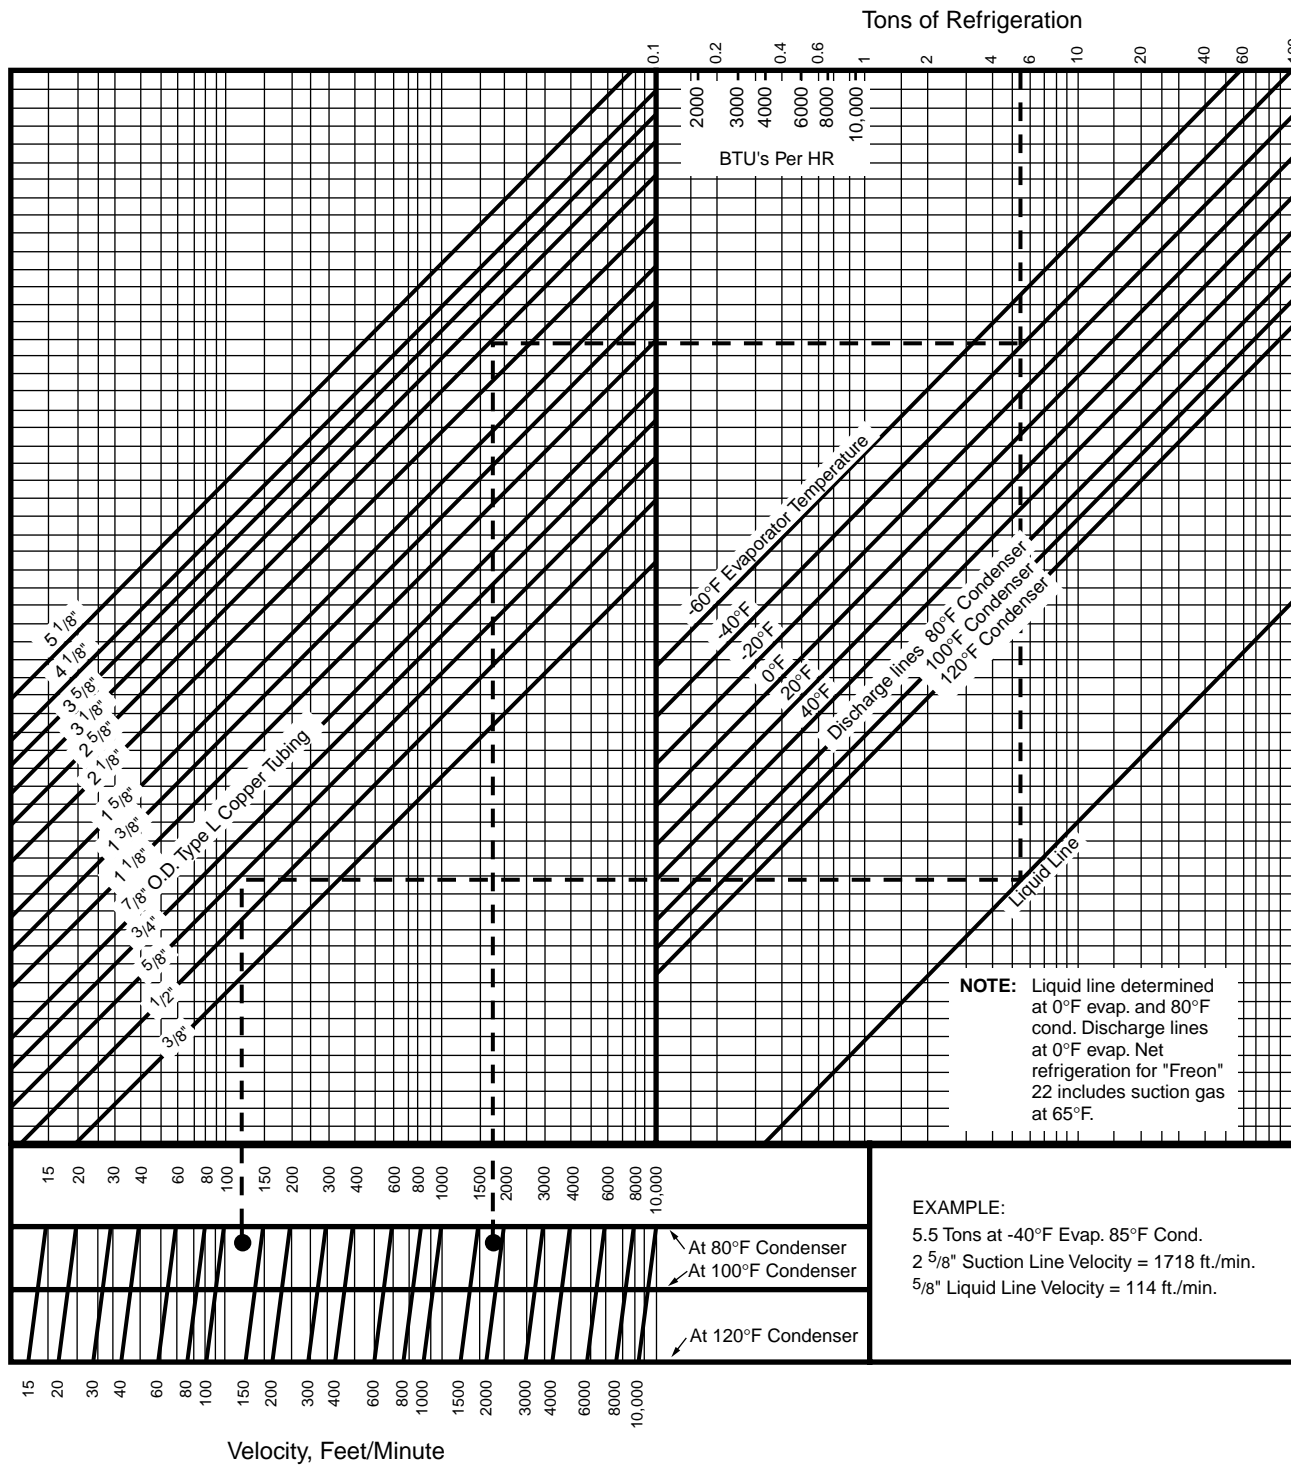 Tons of Refrigeration
0.1 0.2 0.4 0.6 1 2 4 6 10 20 40 60
2000 3000 4000 6000 8000 10,000
BTU's Per HR
-60°F Evaporator Temperature
-40°F
-20°F
0°F
20°F
40°F
Discharge lines 80°F Condenser
100°F Condenser
120°F Condenser
Liquid Line
5 1/8"
4 1/8"
3 5/8"
3 1/8"
2 5/8"
2 1/8"
1 5/8"
1 3/8"
1 1/8"
7/8" O.D. Type L Copper Tubing
3/4"
5/8"
1/2"
3/8"
NOTE: Liquid line determined
at 0°F evap. and 80°F
cond. Discharge lines
at 0°F evap. Net
refrigeration for "Freon"
22 includes suction gas
at 65°F.
15 20 30 40 60 80 100 150 200 300 400 600 800 1000 1500 2000 3000 4000 6000 8000 10,000
At 80°F Condenser
At 100°F Condenser
At 120°F Condenser
EXAMPLE:
5.5 Tons at -40°F Evap. 85°F Cond.
2 5/8" Suction Line Velocity = 1718 ft./min.
5/8" Liquid Line Velocity = 114 ft./min.
15 20 30 40 60 80 100 150 200 300 400 600 800 1000 1500 2000 3000 4000 6000 8000 10,000
Velocity, Feet/Minute